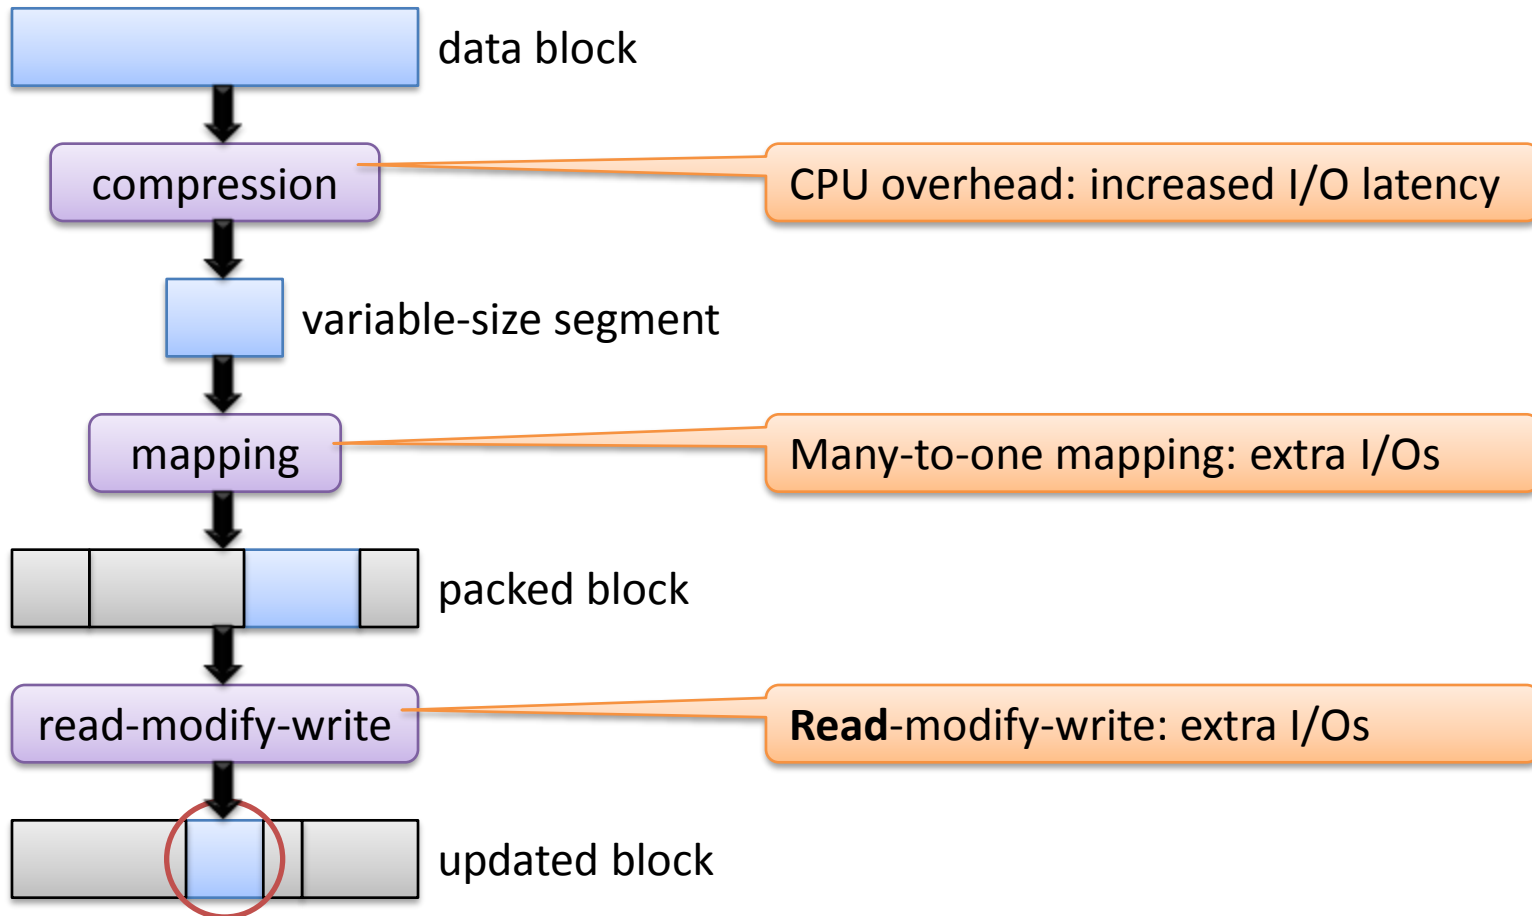 data block
compression
CPU overhead: increased I/O latency
variable-size segment
mapping
Many-to-one mapping: extra I/Os
packed block
read-modify-write
Read-modify-write: extra I/Os
updated block